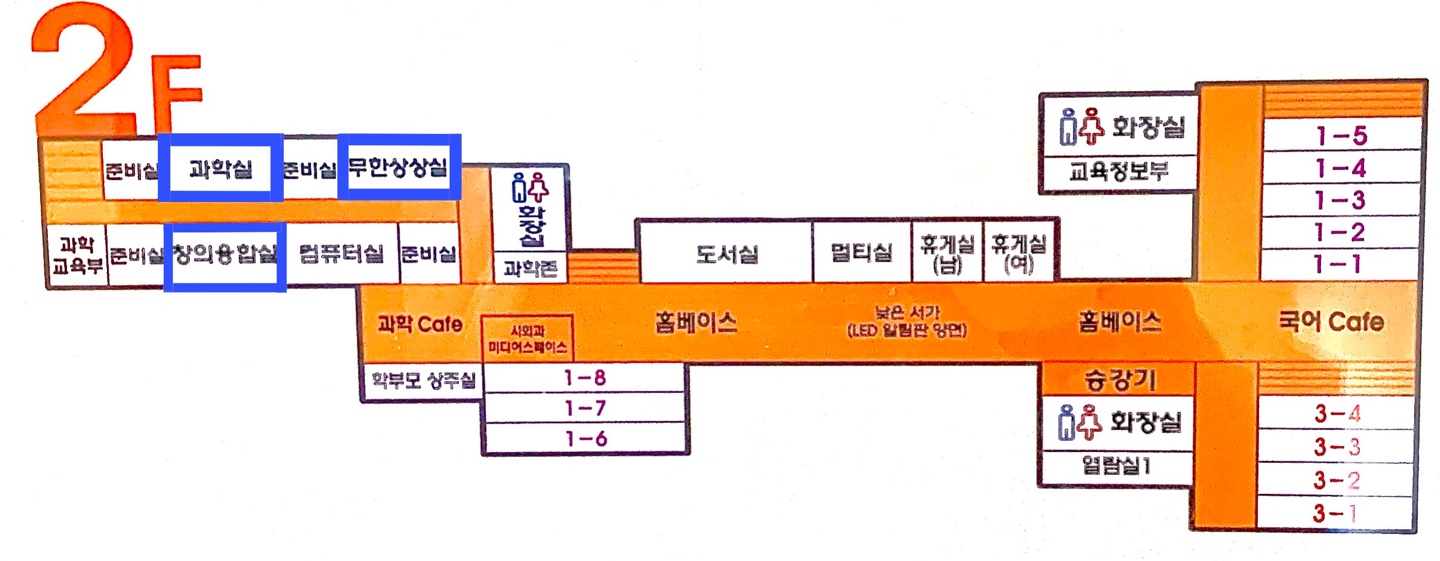 2F
준비실 과학실 준비실 무한상상실
과학
교육부
준비실 창의융합실 컴퓨터실 준비실
화장실
과학존
도서실
멀티실
휴게실
(남)
휴게실
(여)
화장실
교육정보부
1-5
1-4
1-3
1-2
1-1
과학 Cafe
사회과
미디어스페이스
홈베이스
낮은 서가
(LED 알림판 양면)
홈베이스
국어 Cafe
학부모 상주실
1-8
1-7
1-6
승강기
화장실
열람실1
3-4
3-3
3-2
3-1